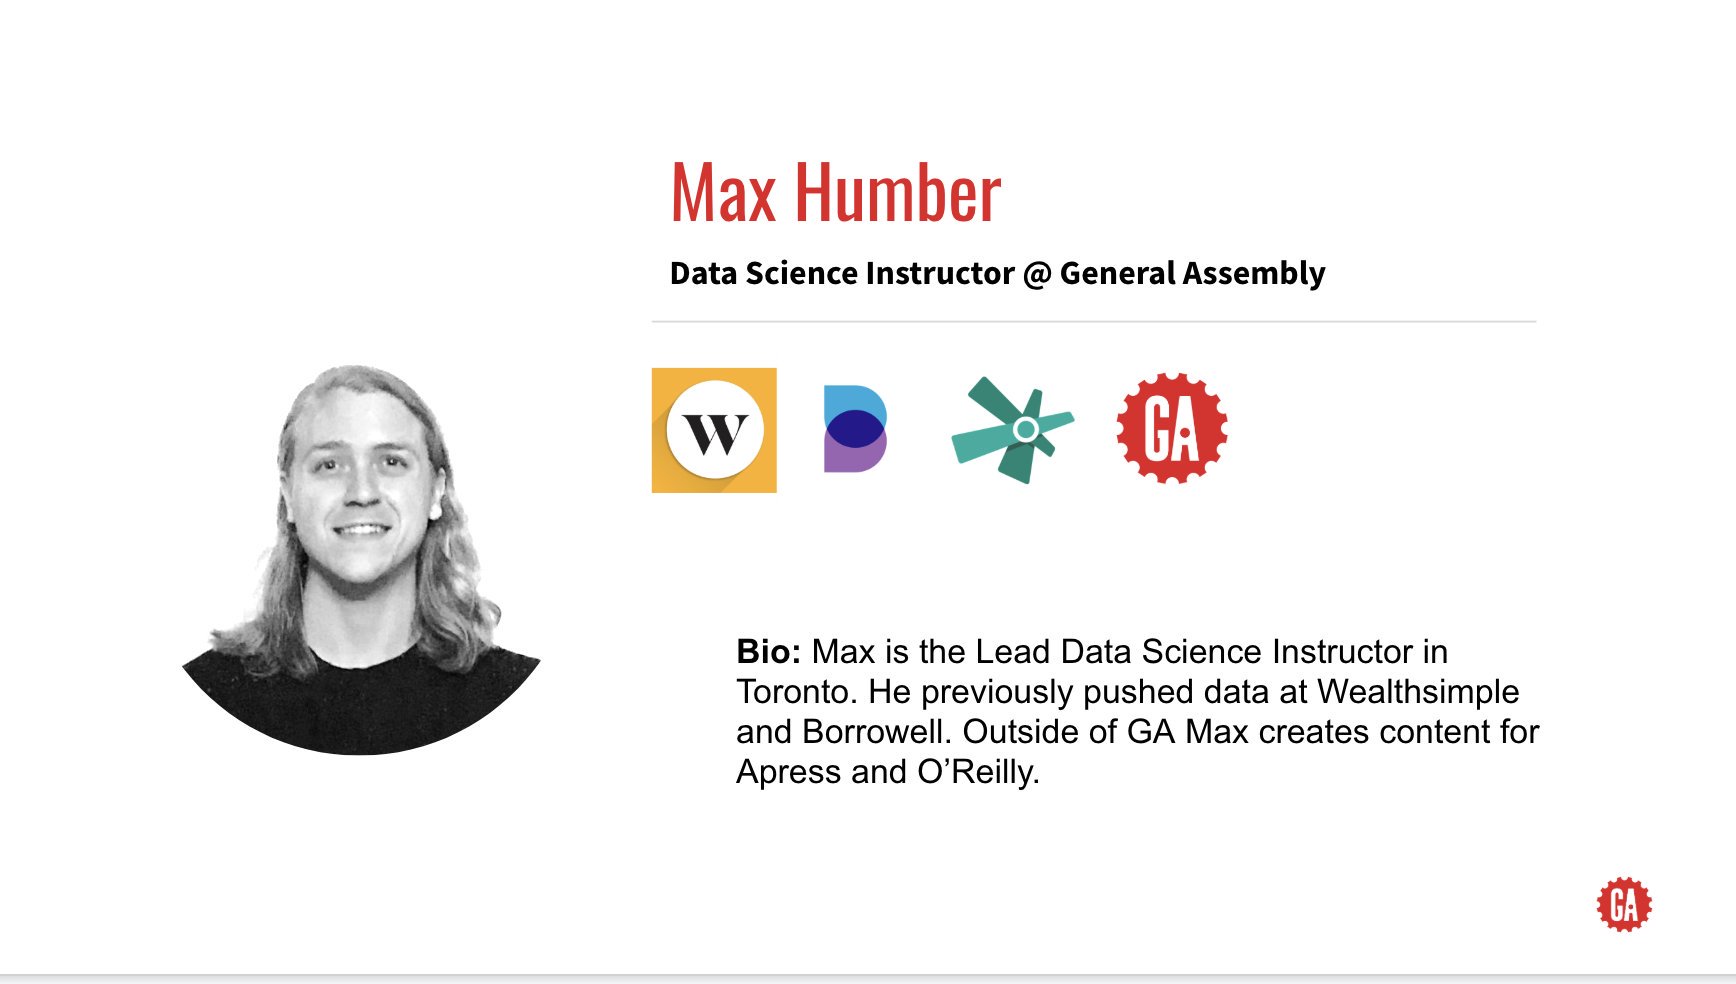 Max Humber
Data Science Instructor @ General Assembly
W
GA
Bio: Max is the Lead Data Science Instructor in
Toronto. He previously pushed data at Wealthsimple
and Borrowell. Outside of GA Max creates content for
Apress and O’Reilly.
GA